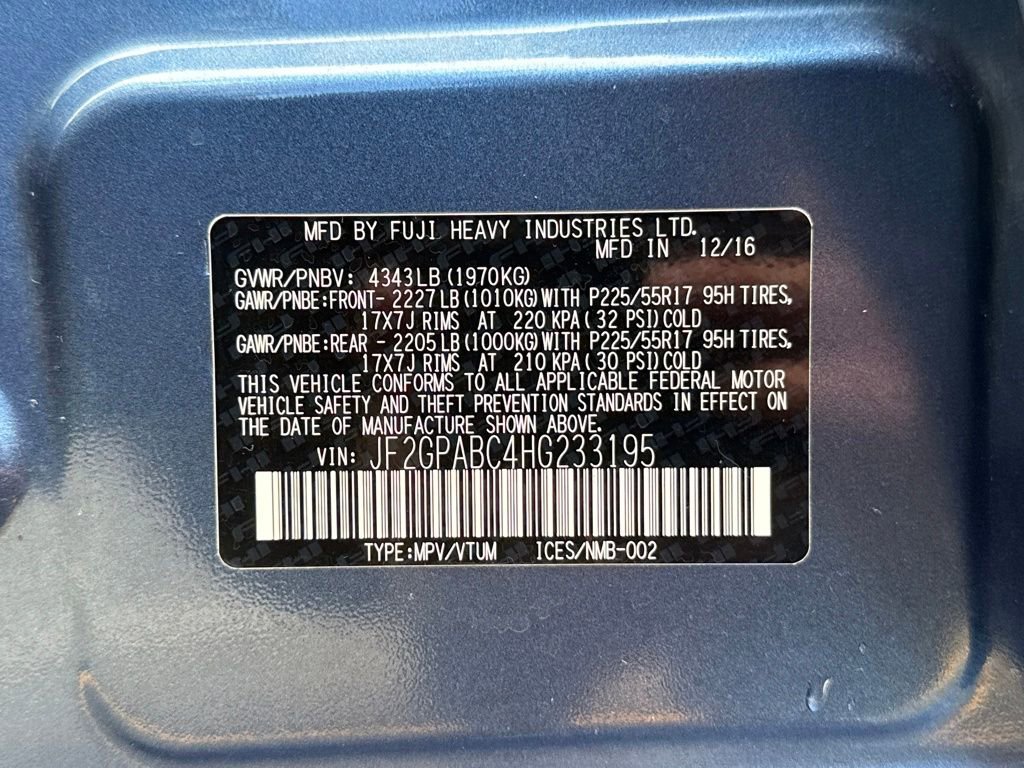 MFD BY FUJI HEAVY INDUSTRIES LTD.
MFD IN 12/16
GVWR/PNBV: 4343LB (1970KG)
GAWR/PNBE:FRONT- 2227 LB (1010KG) WITH P225/55R17 95H TIRES,
17X7J RIMS AT 220 KPA ( 32 PSI) COLD
GAWR/PNBE:REAR - 2205 LB (1000KG) WITH P225/55R17 95H TIRES,
17X7J RIMS AT 210 KPA ( 30 PSI) COLD
THIS VEHICLE CONFORMS TO ALL APPLICABLE FEDERAL MOTOR
VEHICLE SAFETY AND THEFT PREVENTION STANDARDS IN EFFECT ON
THE DATE OF MANUFACTURE SHOWN ABOVE.
VIN: JF2GPABC4HG233195
TYPE:MPV/VTUM ICES/NMB-002